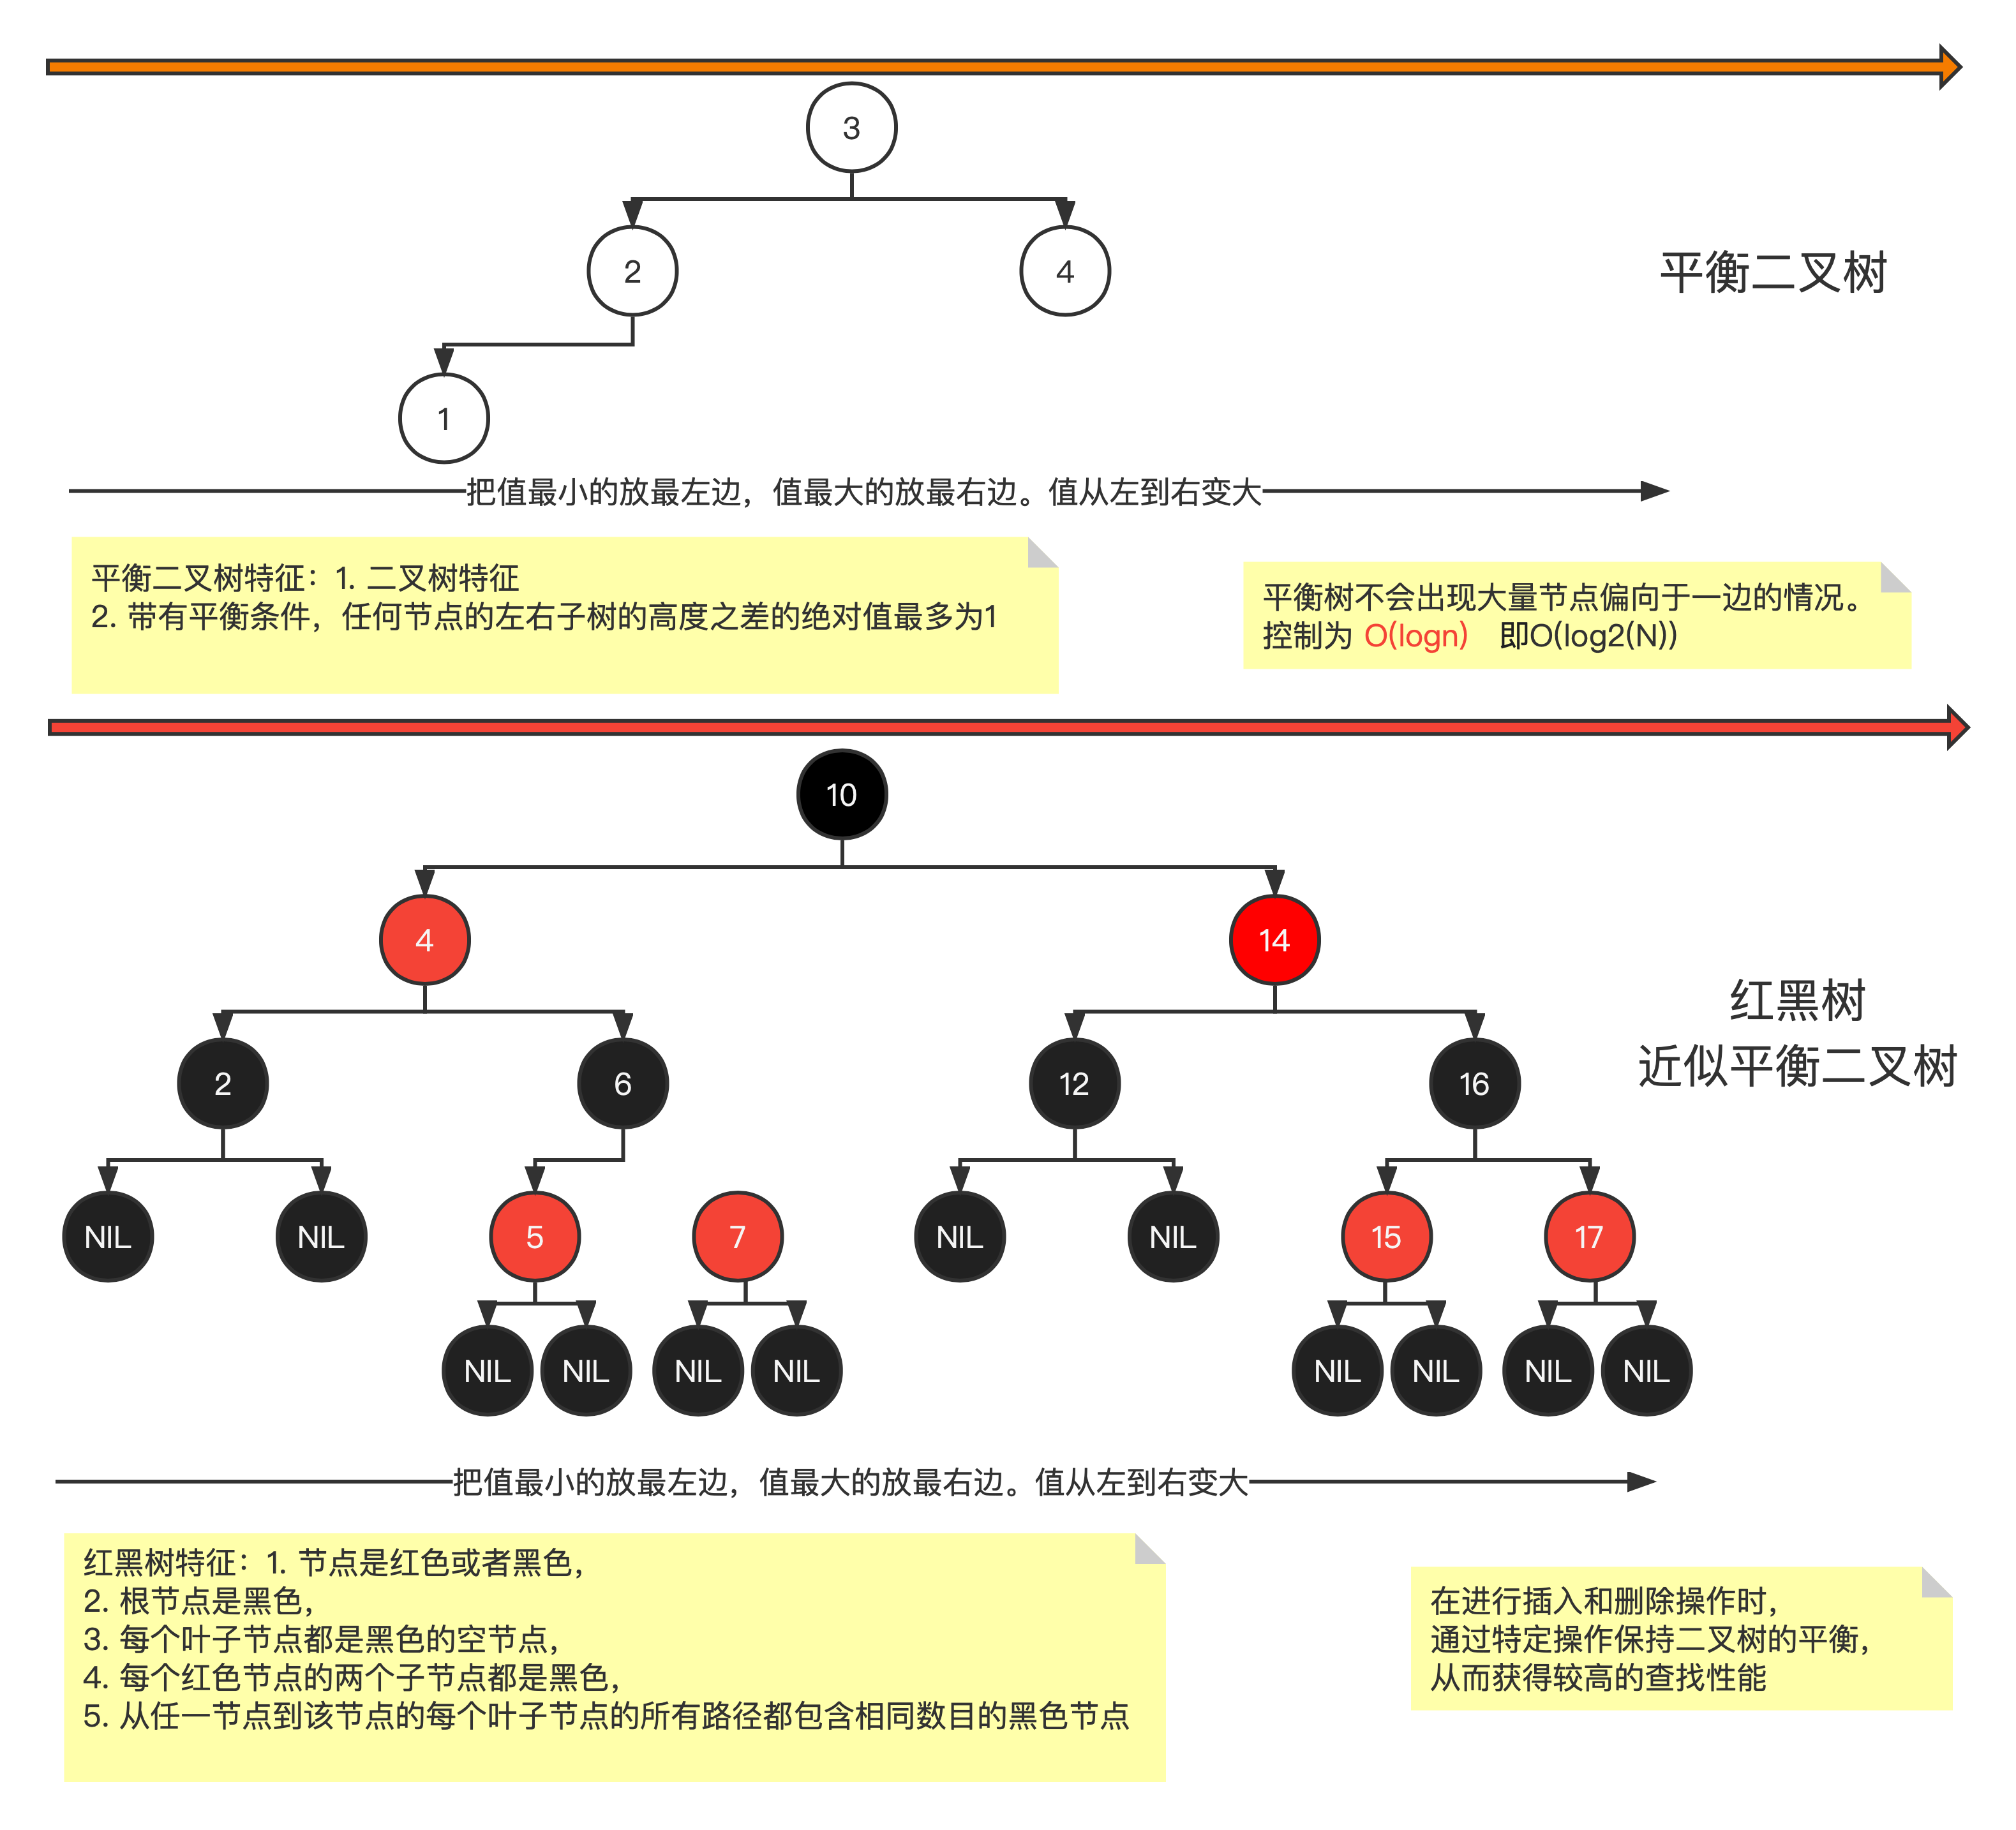 3
2
4
平衡二叉树
1
把值最小的放最左边，值最大的放最右边。值从左到右变大
平衡二叉树特征：1. 二叉树特征
2. 带有平衡条件，任何节点的左右子树的高度之差的绝对值最多为1
平衡树不会出现大量节点偏向于一边的情况。
控制为 O(logn) 即O(log2(N))
10
4
14
红黑树
近似平衡二叉树
2
6
12
16
NIL
NIL
5
7
NIL
NIL
15
17
NIL
NIL
NIL
NIL
NIL
NIL
NIL
NIL
把值最小的放最左边，值最大的放最右边。值从左到右变大
红黑树特征：1. 节点是红色或者黑色，
2. 根节点是黑色，
3. 每个叶子节点都是黑色的空节点，
4. 每个红色节点的两个子节点都是黑色，
5. 从任一节点到该节点的每个叶子节点的所有路径都包含相同数目的黑色节点
在进行插入和删除操作时，
通过特定操作保持二叉树的平衡，
从而获得较高的查找性能